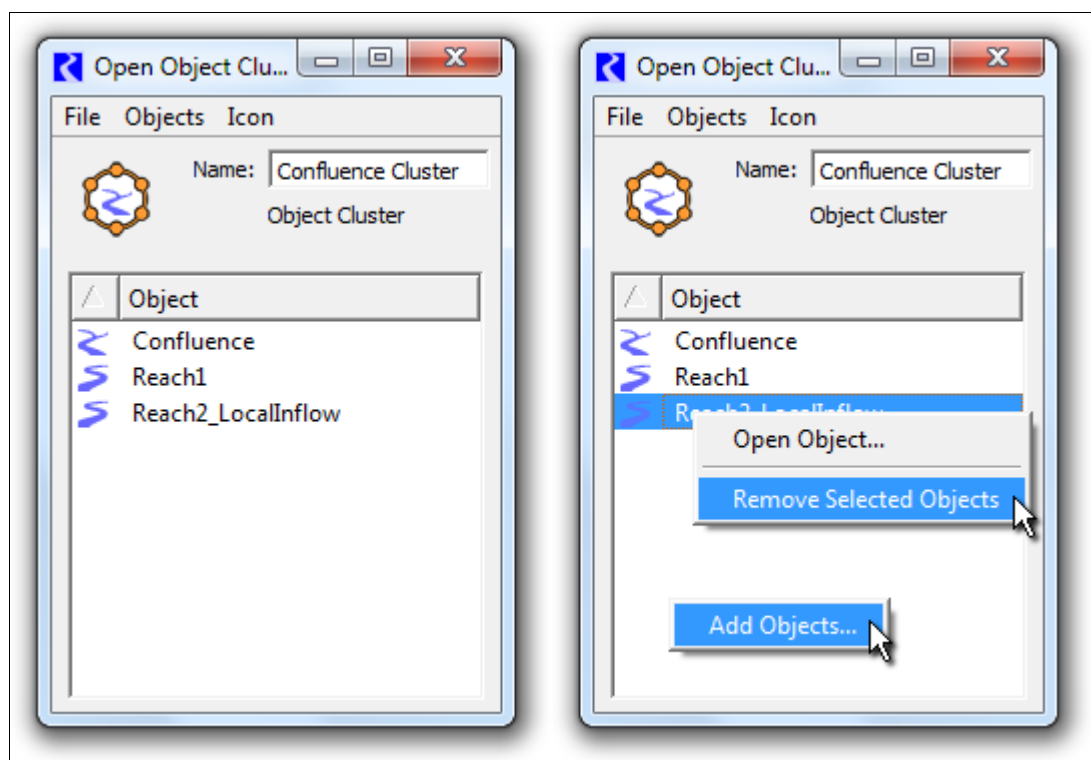 Open Object Clu...
File Objects Icon
Name: Confluence Cluster
Object Cluster
Object
Confluence
Reach1
Reach2_LocalInflow
Open Object Clu...
File Objects Icon
Name: Confluence Cluster
Object Cluster
Object
Confluence
Reach1
Reach2_LocalInflow
Open Object...
Remove Selected Objects
Add Objects...